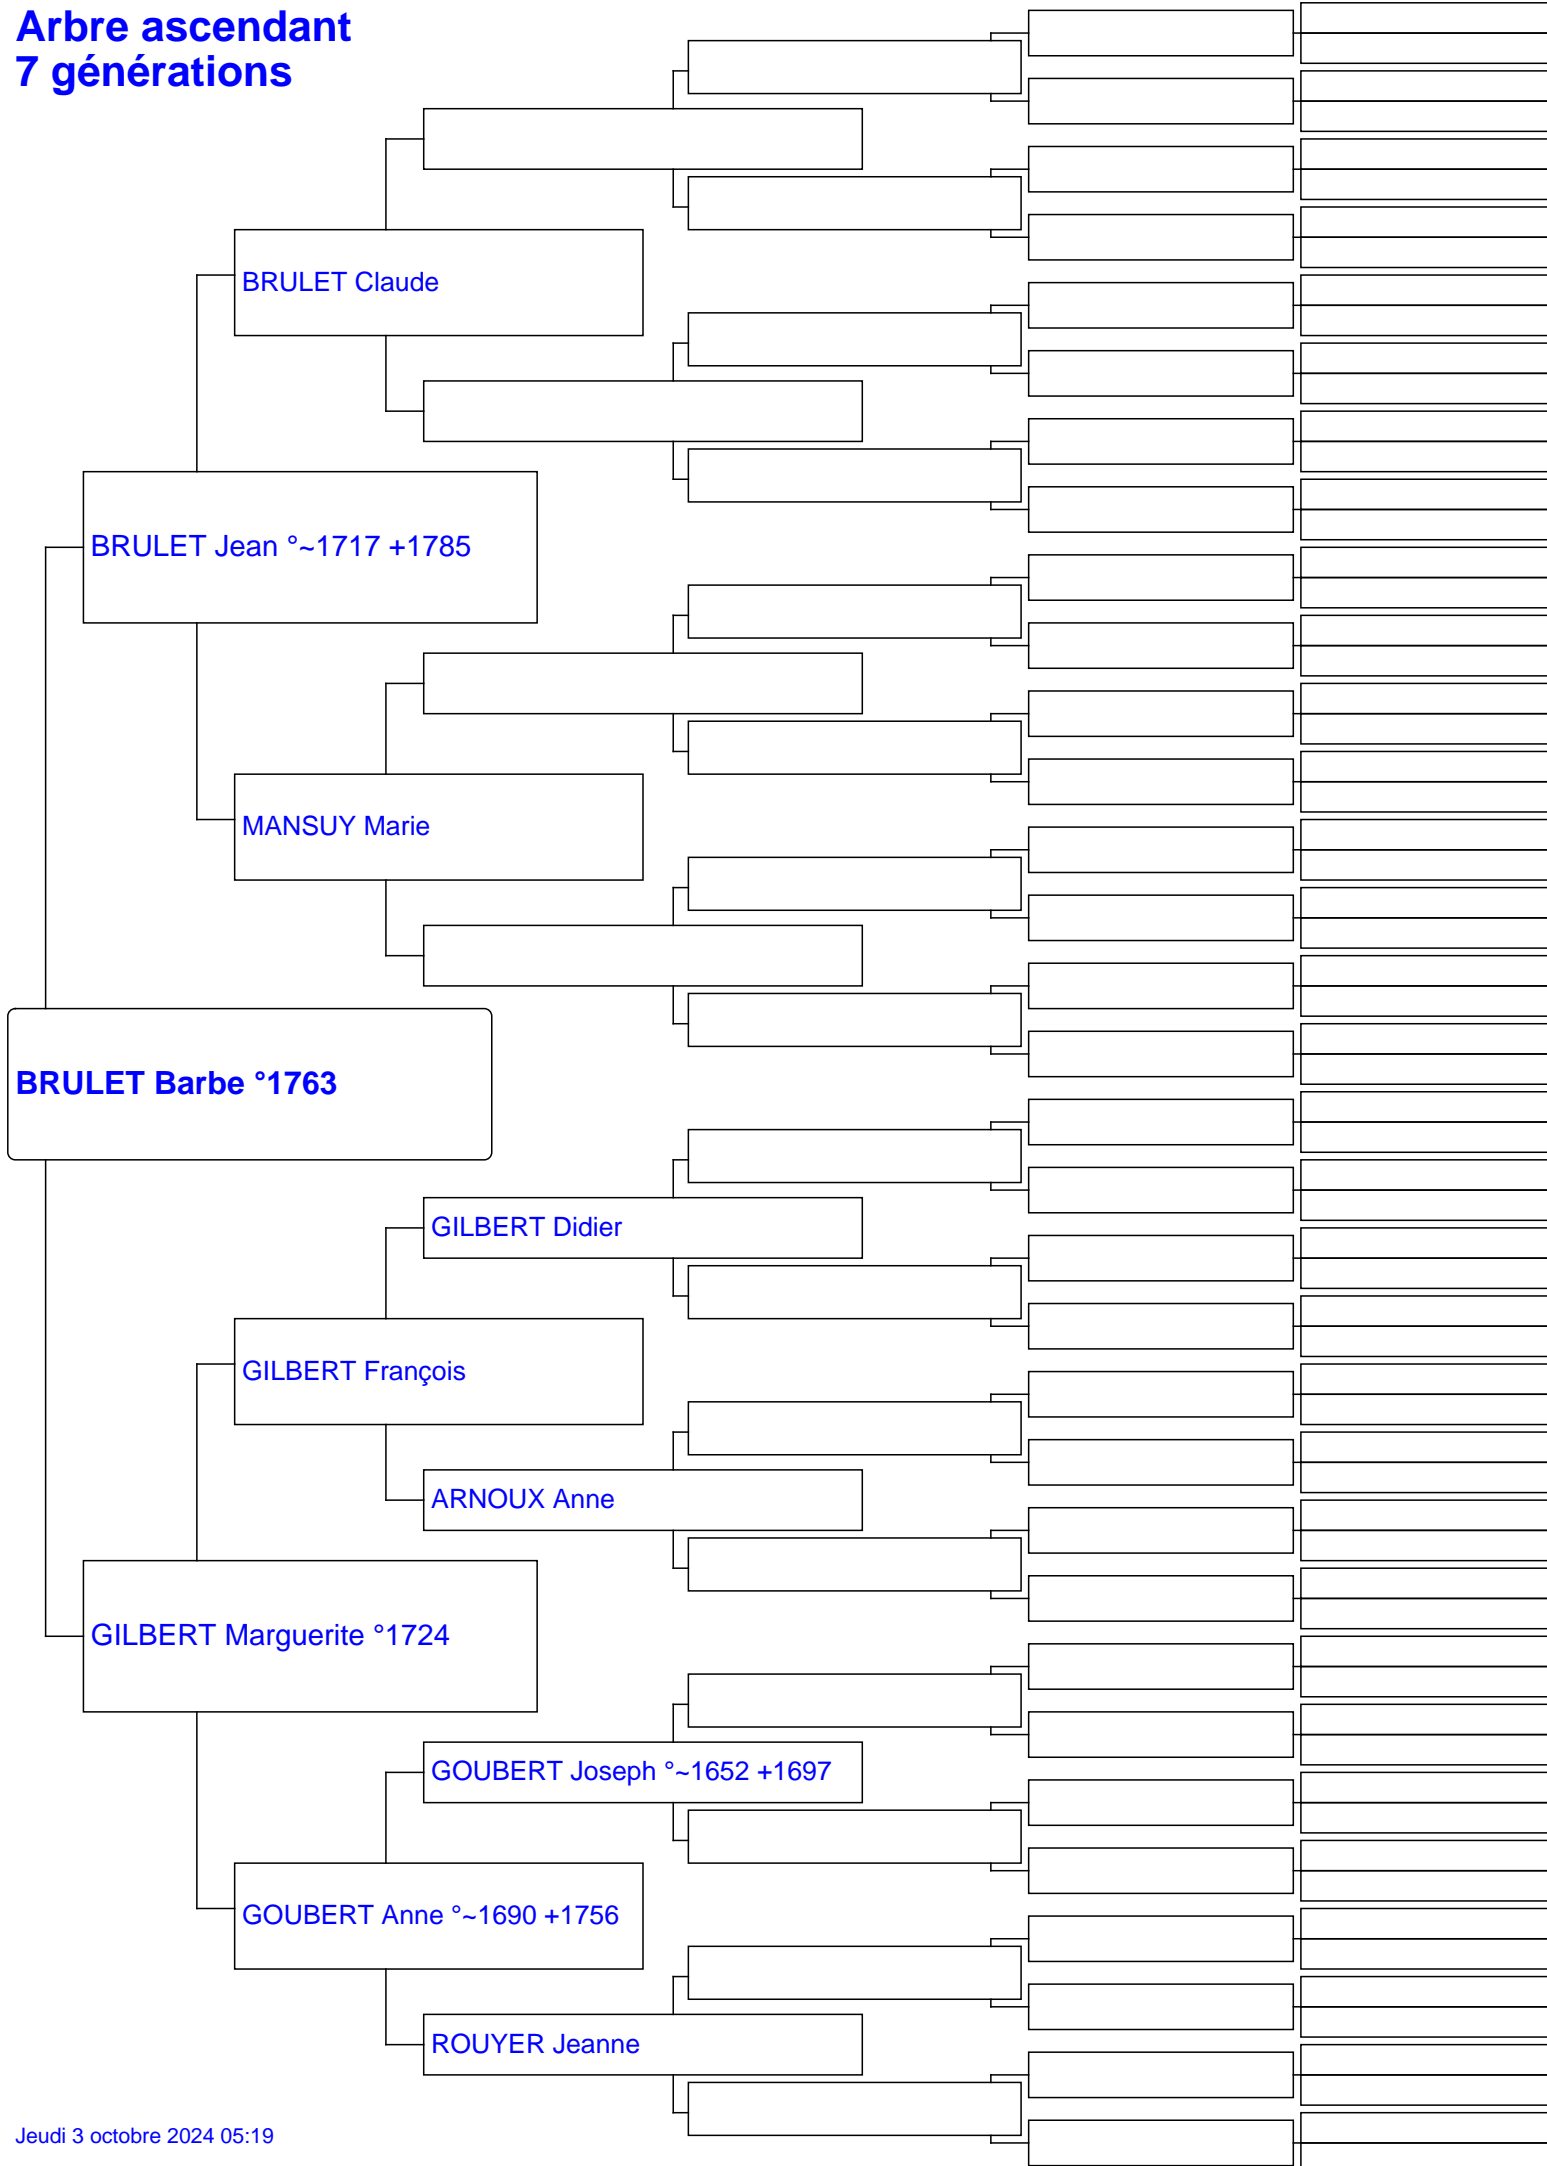 Arbre ascendant
7 générations
BRULET Claude
BRULET Jean °~1717 +1785
MANSUY Marie
BRULET Barbe °1763
GILBERT Didier
GILBERT François
ARNOUX Anne
GILBERT Marguerite °1724
GOUBERT Joseph °~1652 +1697
GOUBERT Anne °~1690 +1756
ROUYER Jeanne
Jeudi 3 octobre 2024 05:19